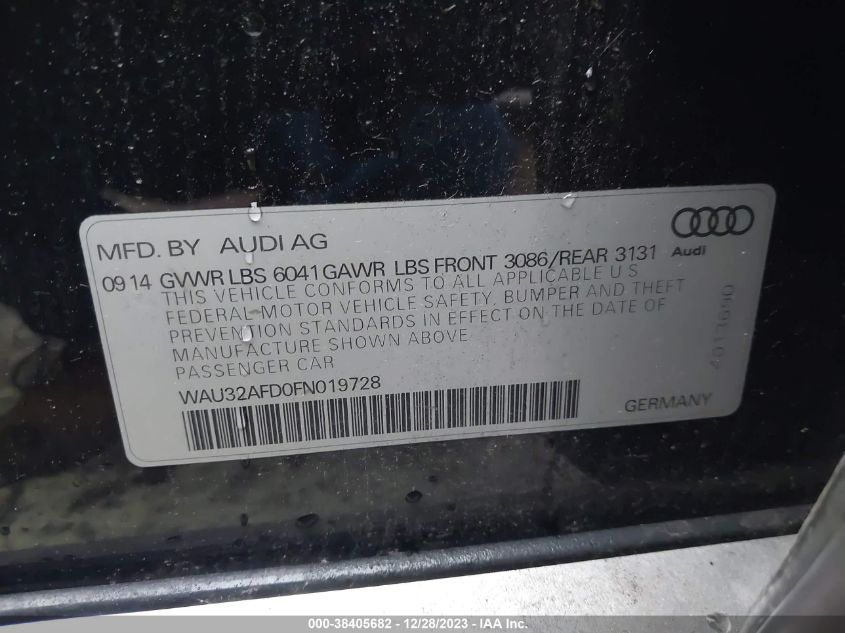 MFD. BY AUDI AG
Audi
09 14 GVWR LBS 6041 GAWR LBS FRONT 3086/REAR 3131
THIS VEHICLE CONFORMS TO ALL APPLICABLE U S
FEDERAL MOTOR VEHICLE SAFETY, BUMPER AND THEFT
PREVENTION STANDARDS IN EFFECT ON THE DATE OF
MANUFACTURE SHOWN ABOVE
PASSENGER CAR
WAU32AFD0FN019728
GERMANY
000-38405682 - 12/28/2023 - IAA Inc.